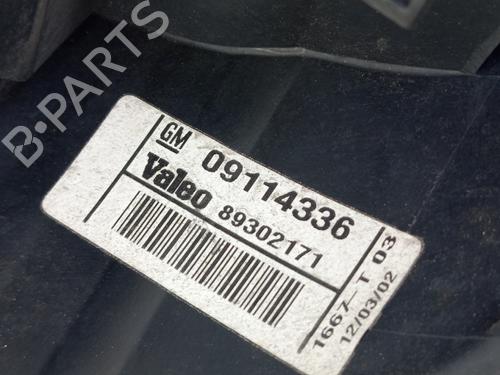 B-PARTS
GM 09114336
Valeo 89302171
1667-T 03
12/03/02